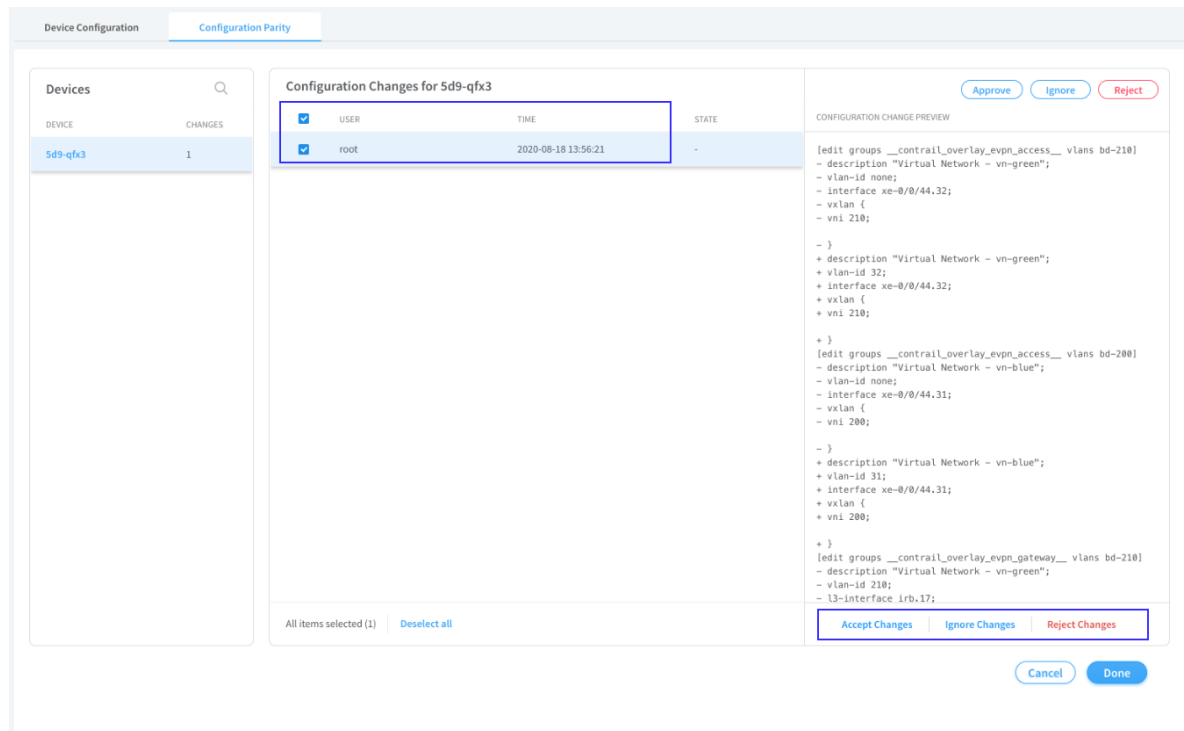 Device Configuration
Configuration Parity
Devices
DEVICE CHANGES
5d9-qfx3 1
Configuration Changes for 5d9-qfx3
USER TIME STATE
root 2020-08-18 13:56:21 -
All items selected (1) Deselect all
Approve Ignore Reject
CONFIGURATION CHANGE PREVIEW
[edit groups __contrail_overlay_evpn_access__ vlans bd-210]
- description "Virtual Network - vn-green";
- vlan-id none;
- interface xe-0/0/44.32;
- vxlan {
- vni 210;
- }
+ description "Virtual Network - vn-green";
+ vlan-id 32;
+ interface xe-0/0/44.32;
+ vxlan {
+ vni 210;
+ }
[edit groups __contrail_overlay_evpn_access__ vlans bd-200]
- description "Virtual Network - vn-blue";
- vlan-id none;
- interface xe-0/0/44.31;
- vxlan {
- vni 200;
- }
+ description "Virtual Network - vn-blue";
+ vlan-id 31;
+ interface xe-0/0/44.31;
+ vxlan {
+ vni 200;
+ }
[edit groups __contrail_overlay_evpn_gateway__ vlans bd-210]
- description "Virtual Network - vn-green";
- vlan-id 210;
- l3-interface irb.17;
Accept Changes Ignore Changes Reject Changes
Cancel Done